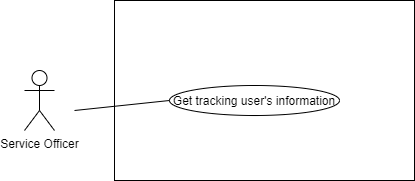 Get tracking user's information
Service Officer